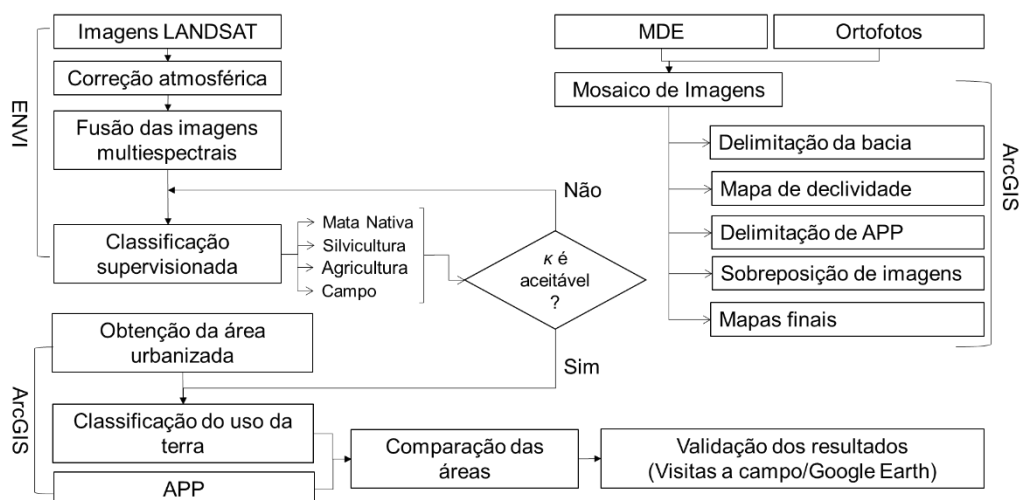 ENVI
Imagens LANDSAT
Correção atmosférica
Fusão das imagens
multiespectrais
Classificação
supervisionada
Mata Nativa
Silvicultura
Agricultura
Campo
Não
κ é
aceitável
?
Sim
MDE
Ortofotos
Mosaico de Imagens
Delimitação da bacia
Mapa de declividade
Delimitação de APP
Sobreposição de imagens
Mapas finais
ArcGIS
ArcGIS
Obtenção da área
urbanizada
Classificação do uso da
terra
APP
Comparação das
áreas
Validação dos resultados
(Visitas a campo/Google Earth)